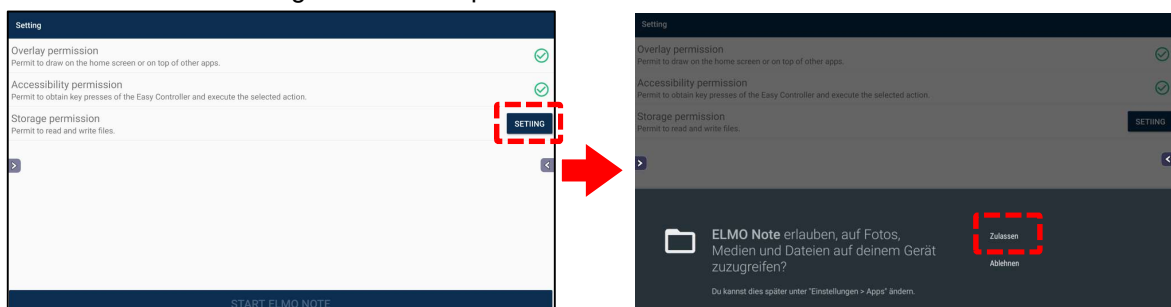 Setting
Overlay permission
Permit to draw on the home screen or on top of other apps.
Accessibility permission
Permit to obtain key presses of the Easy Controller and execute the selected action.
Storage permission
Permit to read and write files.
SETIING
START ELMO NOTE
Setting
Overlay permission
Permit to draw on the home screen or on top of other apps.
Accessibility permission
Permit to obtain key presses of the Easy Controller and execute the selected action.
Storage permission
Permit to read and write files.
SETIING
ELMO Note erlauben, auf Fotos,
Medien und Dateien auf deinem Gerät
zuzugreifen?
Zulassen
Ablehnen
Du kannst dies später unter "Einstellungen > Apps" ändern.